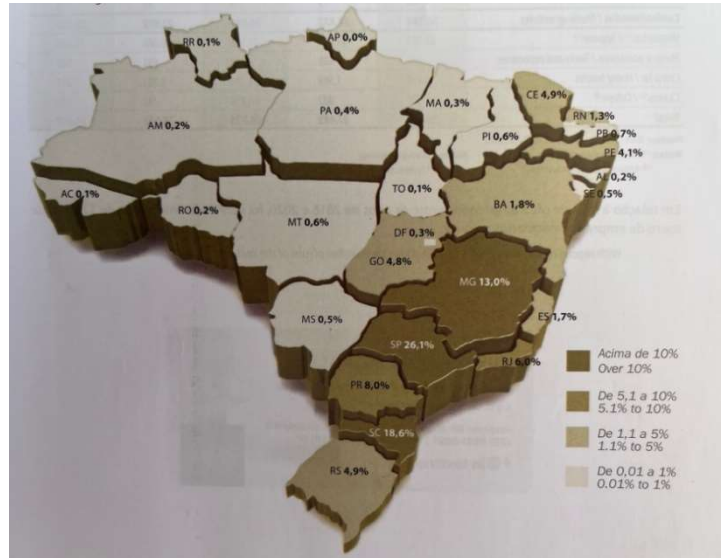 RR 0,1%
AP 0,0%
AM 0,2%
PA 0,4%
MA 0,3%
CE 4,9%
RN 1,3%
PI 0,6%
PB 0,7%
PE 4,1%
AL 0,2%
SE 0,5%
AC 0,1%
RO 0,2%
MT 0,6%
TO 0,1%
BA 1,8%
DF 0,3%
GO 4,8%
MG 13,0%
MS 0,5%
ES 1,7%
SP 26,1%
RJ 6,0%
PR 8,0%
SC 18,6%
RS 4,9%
Acima de 10%
Over 10%
De 5,1 a 10%
5.1% to 10%
De 1,1 a 5%
1.1% to 5%
De 0,01 a 1%
0.01% to 1%